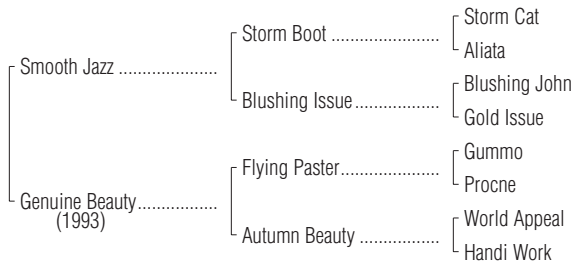 Storm Cat
Storm Boot ........................
Aliata
Smooth Jazz ......................
Blushing John
Blushing Issue ...................
Gold Issue
Gummo
Flying Paster......................
Procne
Genuine Beauty..................
(1993)
World Appeal
Autumn Beauty ..................
Handi Work